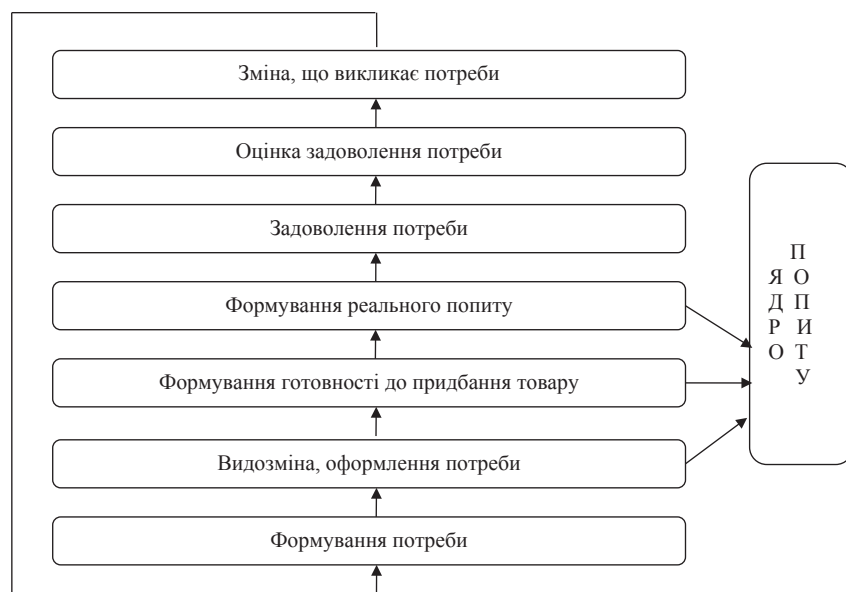 Зміна, що викликає потреби
Оцінка задоволення потреби
Задоволення потреби
Формування реального попиту
Формування готовності до придбання товару
Видозміна, оформлення потреби
Формування потреби
ЯДРО
ПОПИТУ